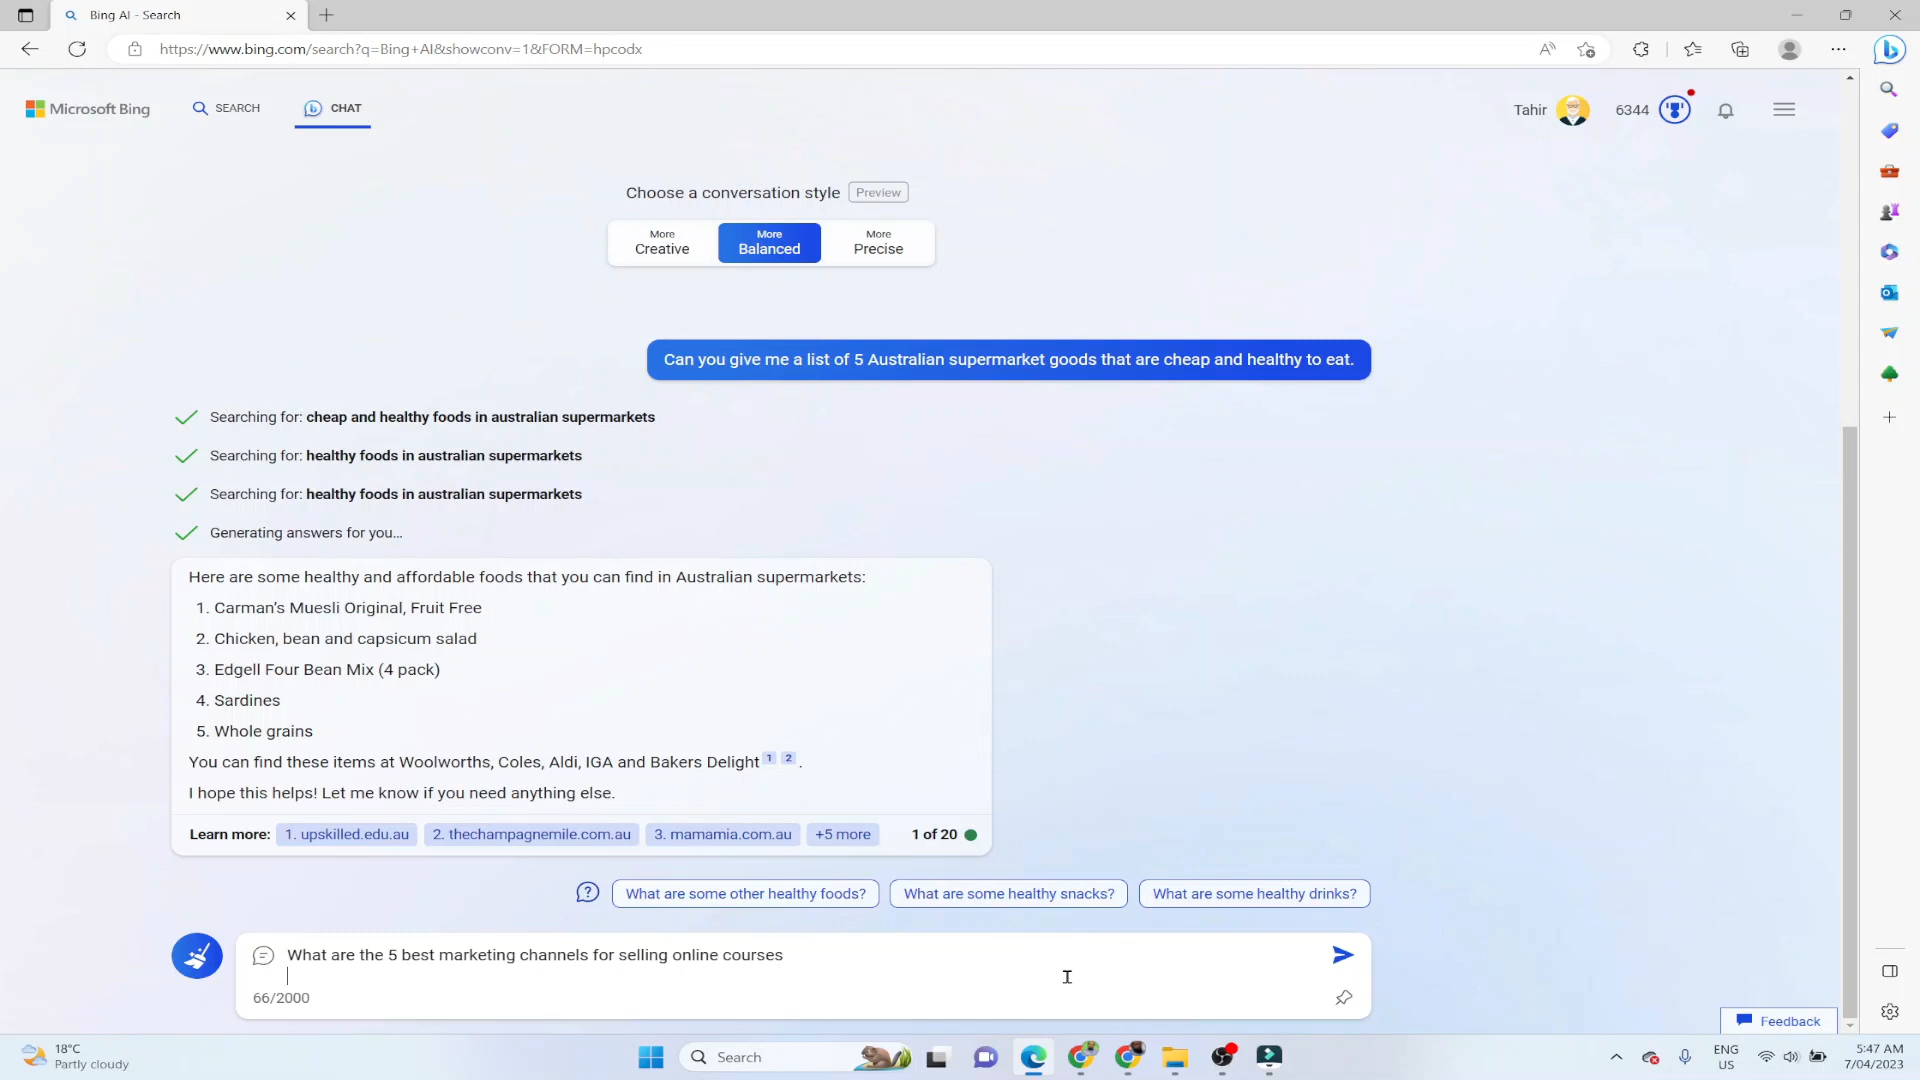 Bing AI - Search
https://www.bing.com/search?q=Bing+AI&showconv=1&FORM=hpcodx
Microsoft Bing
SEARCH
CHAT
Tahir
6344
Choose a conversation style
Preview
More
Creative
More
Balanced
More
Precise
Can you give me a list of 5 Australian supermarket goods that are cheap and healthy to eat.
Searching for: cheap and healthy foods in australian supermarkets
Searching for: healthy foods in australian supermarkets
Searching for: healthy foods in australian supermarkets
Generating answers for you...
Here are some healthy and affordable foods that you can find in Australian supermarkets:
1. Carman's Muesli Original, Fruit Free
2. Chicken, bean and capsicum salad
3. Edgell Four Bean Mix (4 pack)
4. Sardines
5. Whole grains
You can find these items at Woolworths, Coles, Aldi, IGA and Bakers Delight 1 2 .
I hope this helps! Let me know if you need anything else.
Learn more: 1. upskilled.edu.au 2. thechampagnemile.com.au 3. mamamia.com.au +5 more 1 of 20
What are some other healthy foods? What are some healthy snacks? What are some healthy drinks?
What are the 5 best marketing channels for selling online courses
66/2000
Feedback
18°C
Partly cloudy
Search
ENG
US
5:47 AM
7/04/2023